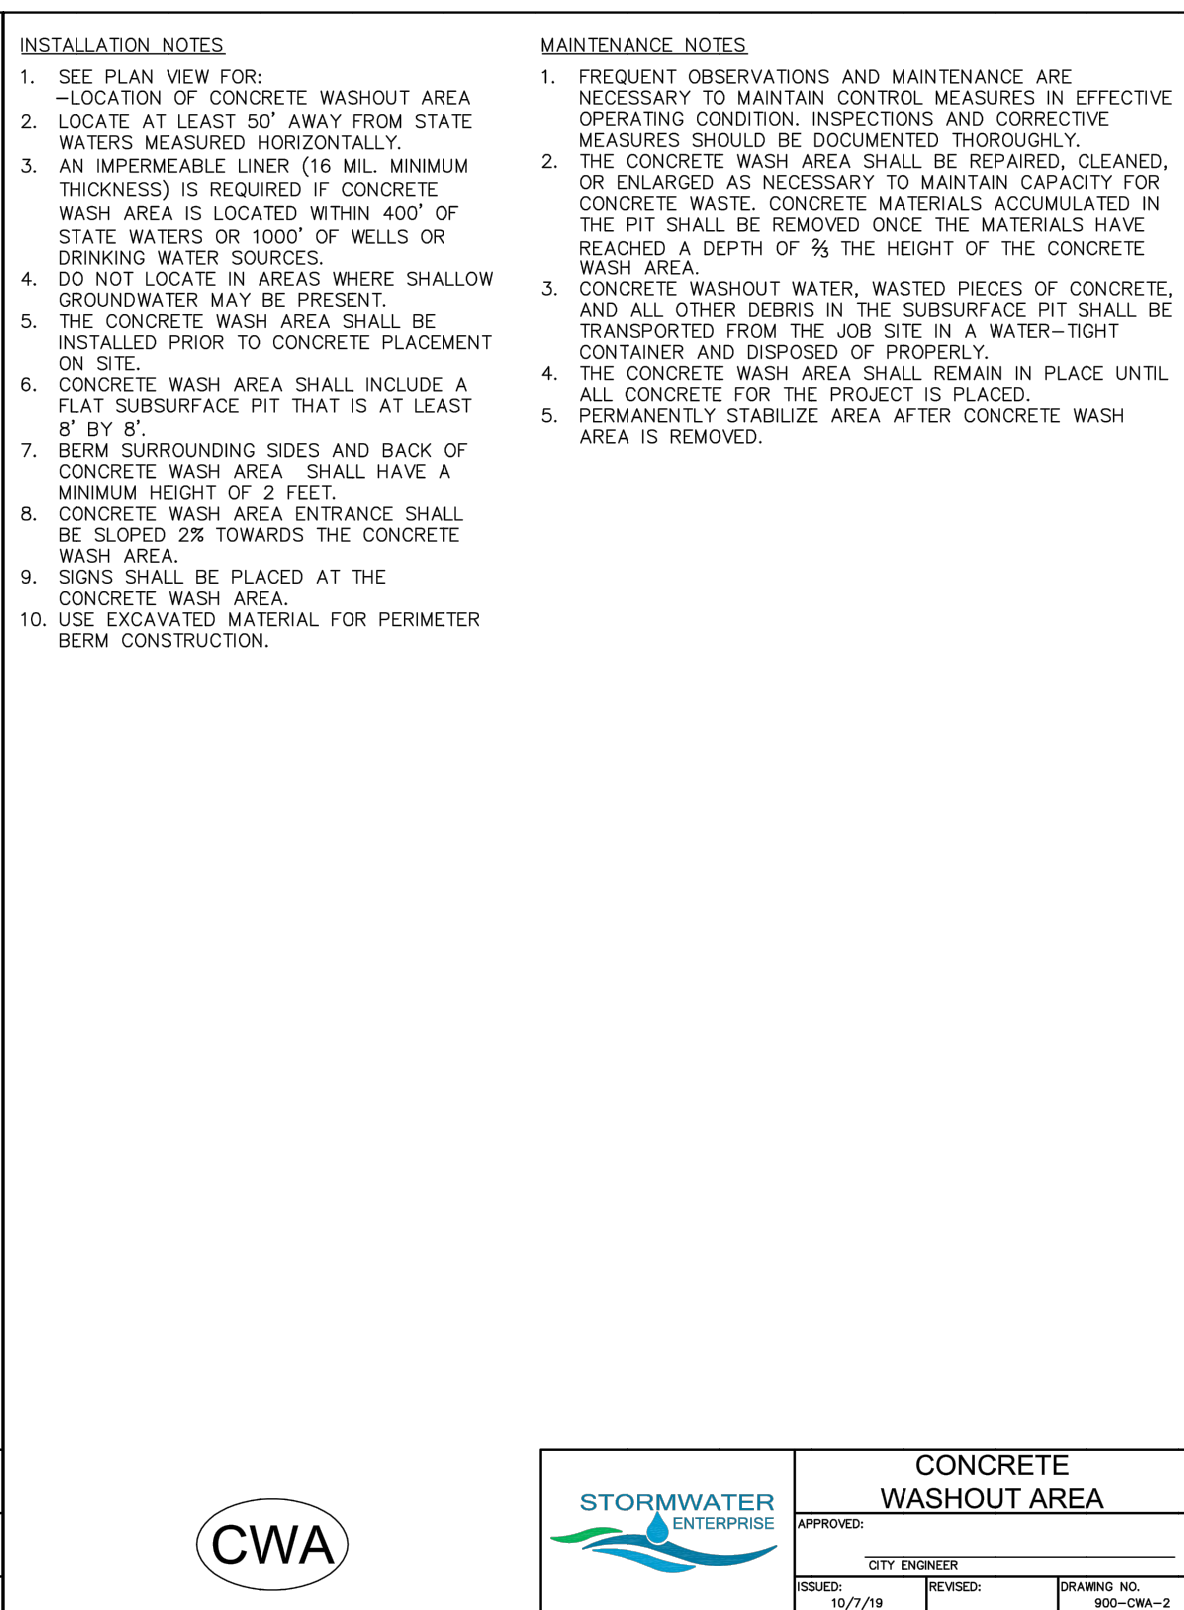 INSTALLATION NOTES
1. SEE PLAN VIEW FOR:
-LOCATION OF CONCRETE WASHOUT AREA
2. LOCATE AT LEAST 50' AWAY FROM STATE
WATERS MEASURED HORIZONTALLY.
3. AN IMPERMEABLE LINER (16 MIL. MINIMUM
THICKNESS) IS REQUIRED IF CONCRETE
WASH AREA IS LOCATED WITHIN 400' OF
STATE WATERS OR 1000' OF WELLS OR
DRINKING WATER SOURCES.
4. DO NOT LOCATE IN AREAS WHERE SHALLOW
GROUNDWATER MAY BE PRESENT.
5. THE CONCRETE WASH AREA SHALL BE
INSTALLED PRIOR TO CONCRETE PLACEMENT
ON SITE.
6. CONCRETE WASH AREA SHALL INCLUDE A
FLAT SUBSURFACE PIT THAT IS AT LEAST
8' BY 8'.
7. BERM SURROUNDING SIDES AND BACK OF
CONCRETE WASH AREA SHALL HAVE A
MINIMUM HEIGHT OF 2 FEET.
8. CONCRETE WASH AREA ENTRANCE SHALL
BE SLOPED 2% TOWARDS THE CONCRETE
WASH AREA.
9. SIGNS SHALL BE PLACED AT THE
CONCRETE WASH AREA.
10. USE EXCAVATED MATERIAL FOR PERIMETER
BERM CONSTRUCTION.
MAINTENANCE NOTES
1. FREQUENT OBSERVATIONS AND MAINTENANCE ARE
NECESSARY TO MAINTAIN CONTROL MEASURES IN EFFECTIVE
OPERATING CONDITION. INSPECTIONS AND CORRECTIVE
MEASURES SHOULD BE DOCUMENTED THOROUGHLY.
2. THE CONCRETE WASH AREA SHALL BE REPAIRED, CLEANED,
OR ENLARGED AS NECESSARY TO MAINTAIN CAPACITY FOR
CONCRETE WASTE. CONCRETE MATERIALS ACCUMULATED IN
THE PIT SHALL BE REMOVED ONCE THE MATERIALS HAVE
REACHED A DEPTH OF ⅔ THE HEIGHT OF THE CONCRETE
WASH AREA.
3. CONCRETE WASHOUT WATER, WASTED PIECES OF CONCRETE,
AND ALL OTHER DEBRIS IN THE SUBSURFACE PIT SHALL BE
TRANSPORTED FROM THE JOB SITE IN A WATER-TIGHT
CONTAINER AND DISPOSED OF PROPERLY.
4. THE CONCRETE WASH AREA SHALL REMAIN IN PLACE UNTIL
ALL CONCRETE FOR THE PROJECT IS PLACED.
5. PERMANENTLY STABILIZE AREA AFTER CONCRETE WASH
AREA IS REMOVED.
CWA
STORMWATER
ENTERPRISE
CONCRETE
WASHOUT AREA
APPROVED:
CITY ENGINEER
ISSUED:
10/7/19
REVISED:
DRAWING NO.
900-CWA-2